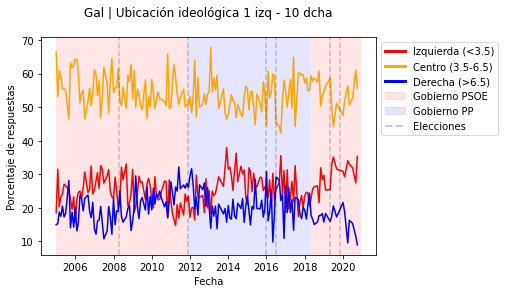 Gal | Ubicación ideológica 1 izq - 10 dcha
Porcentaje de respuestas
70
60
50
40
30
20
10
2006
2008
2010
2012
2014
2016
2018
2020
Fecha
Izquierda (<3.5)
Centro (3.5-6.5)
Derecha (>6.5)
Gobierno PSOE
Gobierno PP
Elecciones